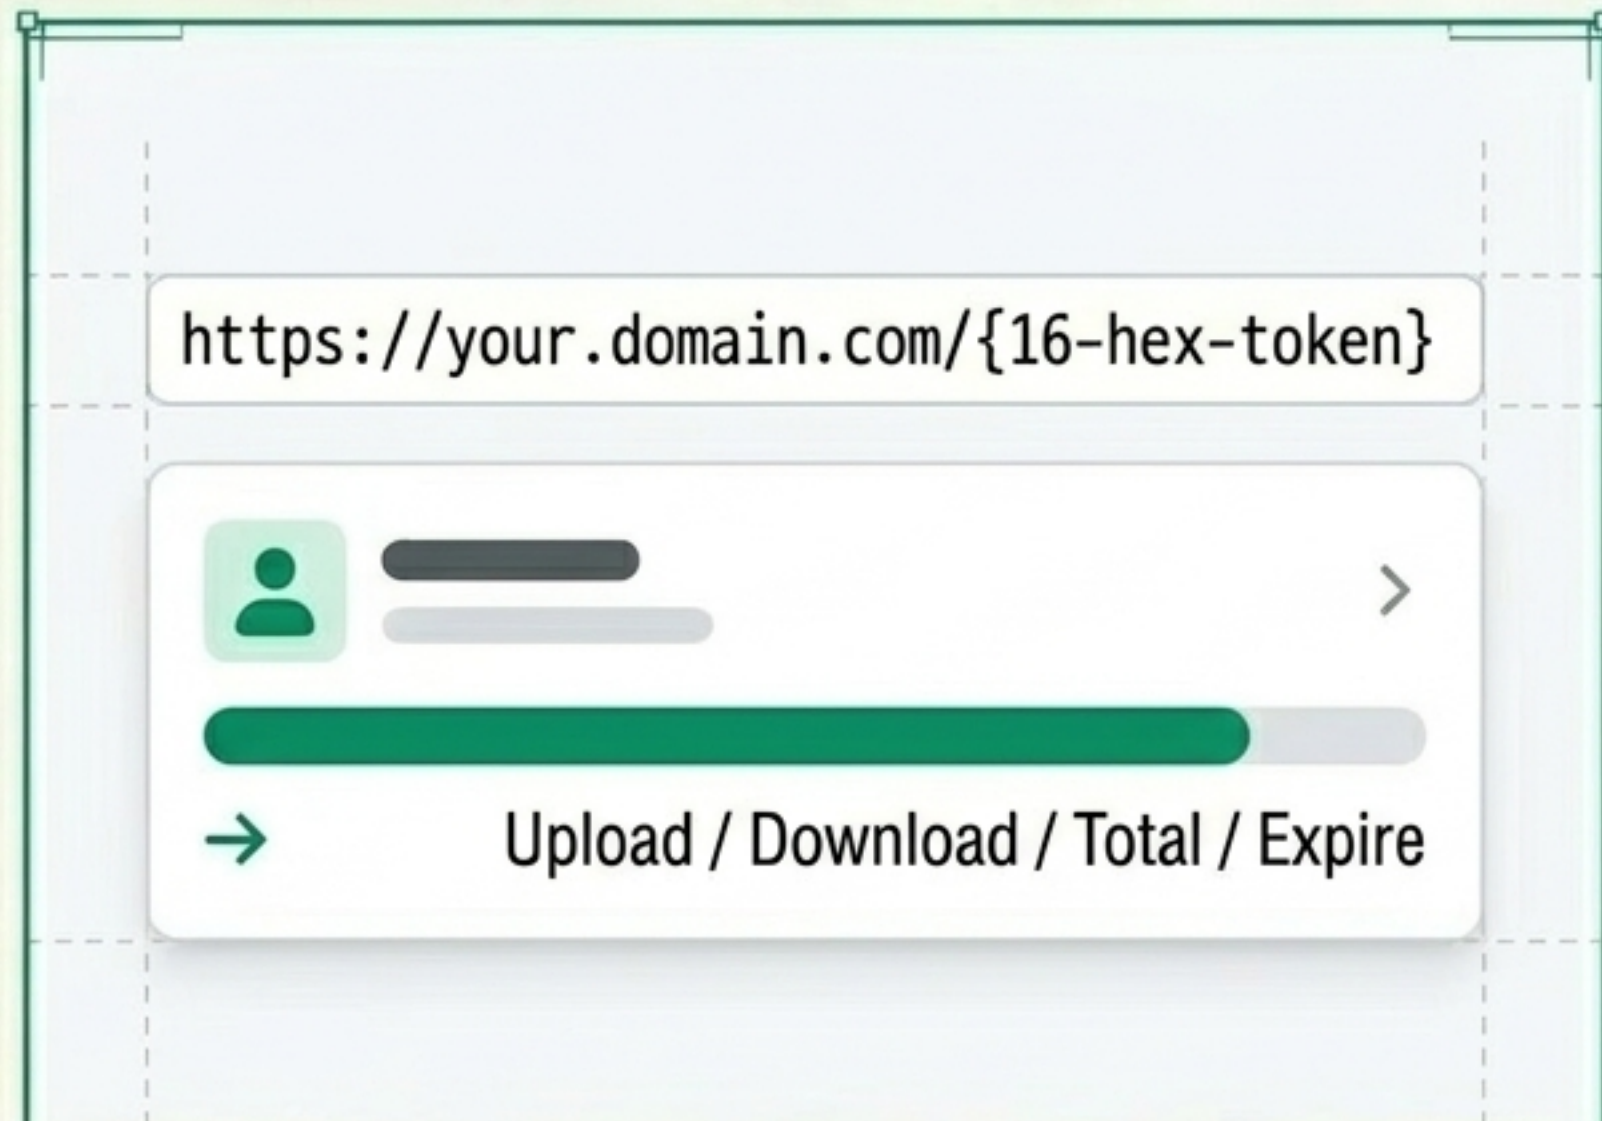 https://your.domain.com/{16-hex-token}
Upload / Download / Total / Expire